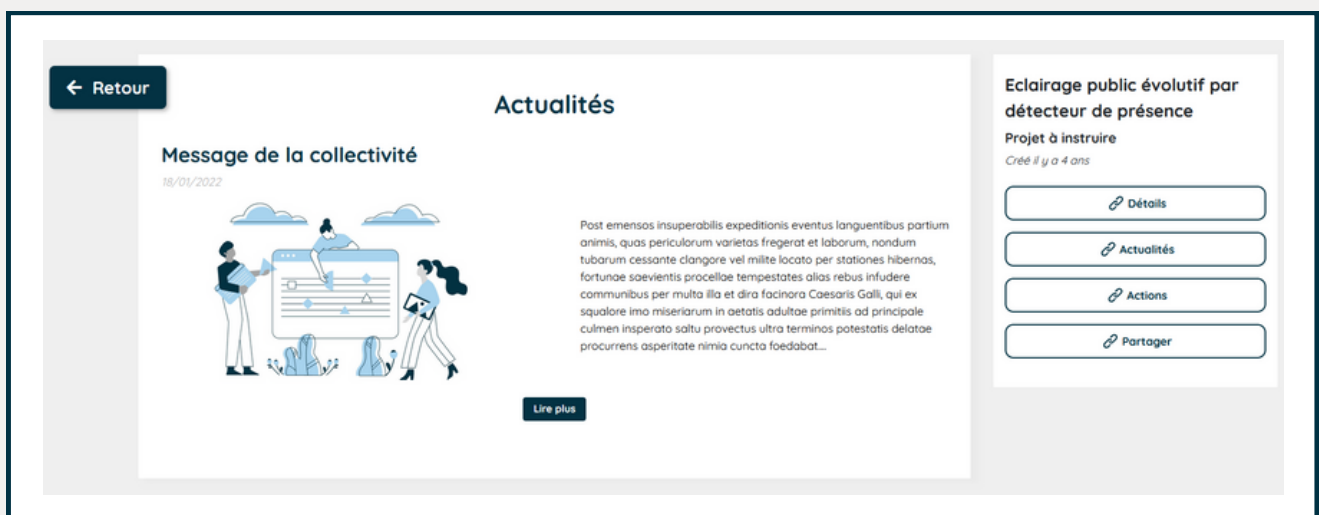 Retour
Actualités
Message de la collectivité
18/01/2022
Post emensos insuperabilis expeditionis eventus languentibus partium
animis, quas periculorum varietas fregerat et laborum, nondum
tubarum cessante clangore vel milite locato per stationes hibernas,
fortunae saevientis procellae tempestates alias rebus infudere
communibus per multa illa et dira facinora Caesaris Galli, qui ex
squalore imo miseriarum in aetatis adultae primitiis ad principale
culmen insperato saltu provectus ultra terminos potestatis delatae
procurrens asperitate nimia cuncta foedabat...
Lire plus
Eclairage public évolutif par
détecteur de présence
Projet à instruire
Créé il y a 4 ans
Détails
Actualités
Actions
Partager